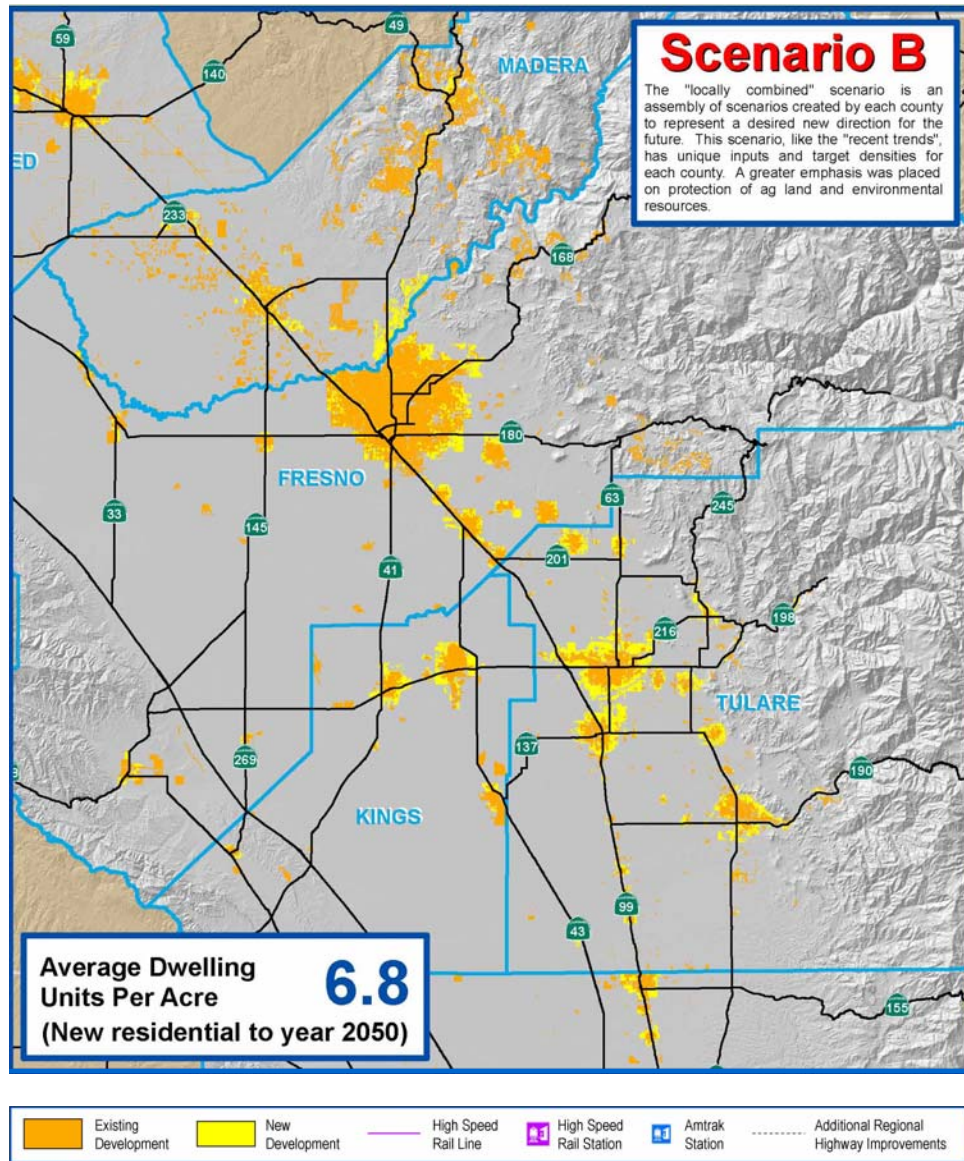 Scenario B
The "locally combined" scenario is an
assembly of scenarios created by each county
to represent a desired new direction for the
future. This scenario, like the "recent trends",
has unique inputs and target densities for
each county. A greater emphasis was placed
on protection of ag land and environmental
resources.
59
49
140
MADERA
ED
233
168
180
FRESNO
33
145
41
63
245
201
198
216
TULARE
137
269
190
KINGS
99
43
155
Average Dwelling
Units Per Acre
6.8
(New residential to year 2050)
Existing
Development
New
Development
High Speed
Rail Line
High Speed
Rail Station
Amtrak
Station
Additional Regional
Highway Improvements